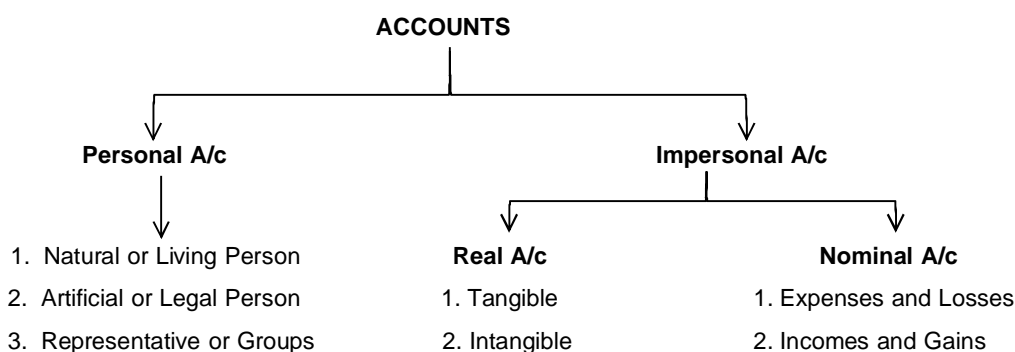 ACCOUNTS
Personal A/c
Impersonal A/c
1. Natural or Living Person
2. Artificial or Legal Person
3. Representative or Groups
Real A/c
1. Tangible
2. Intangible
Nominal A/c
1. Expenses and Losses
2. Incomes and Gains